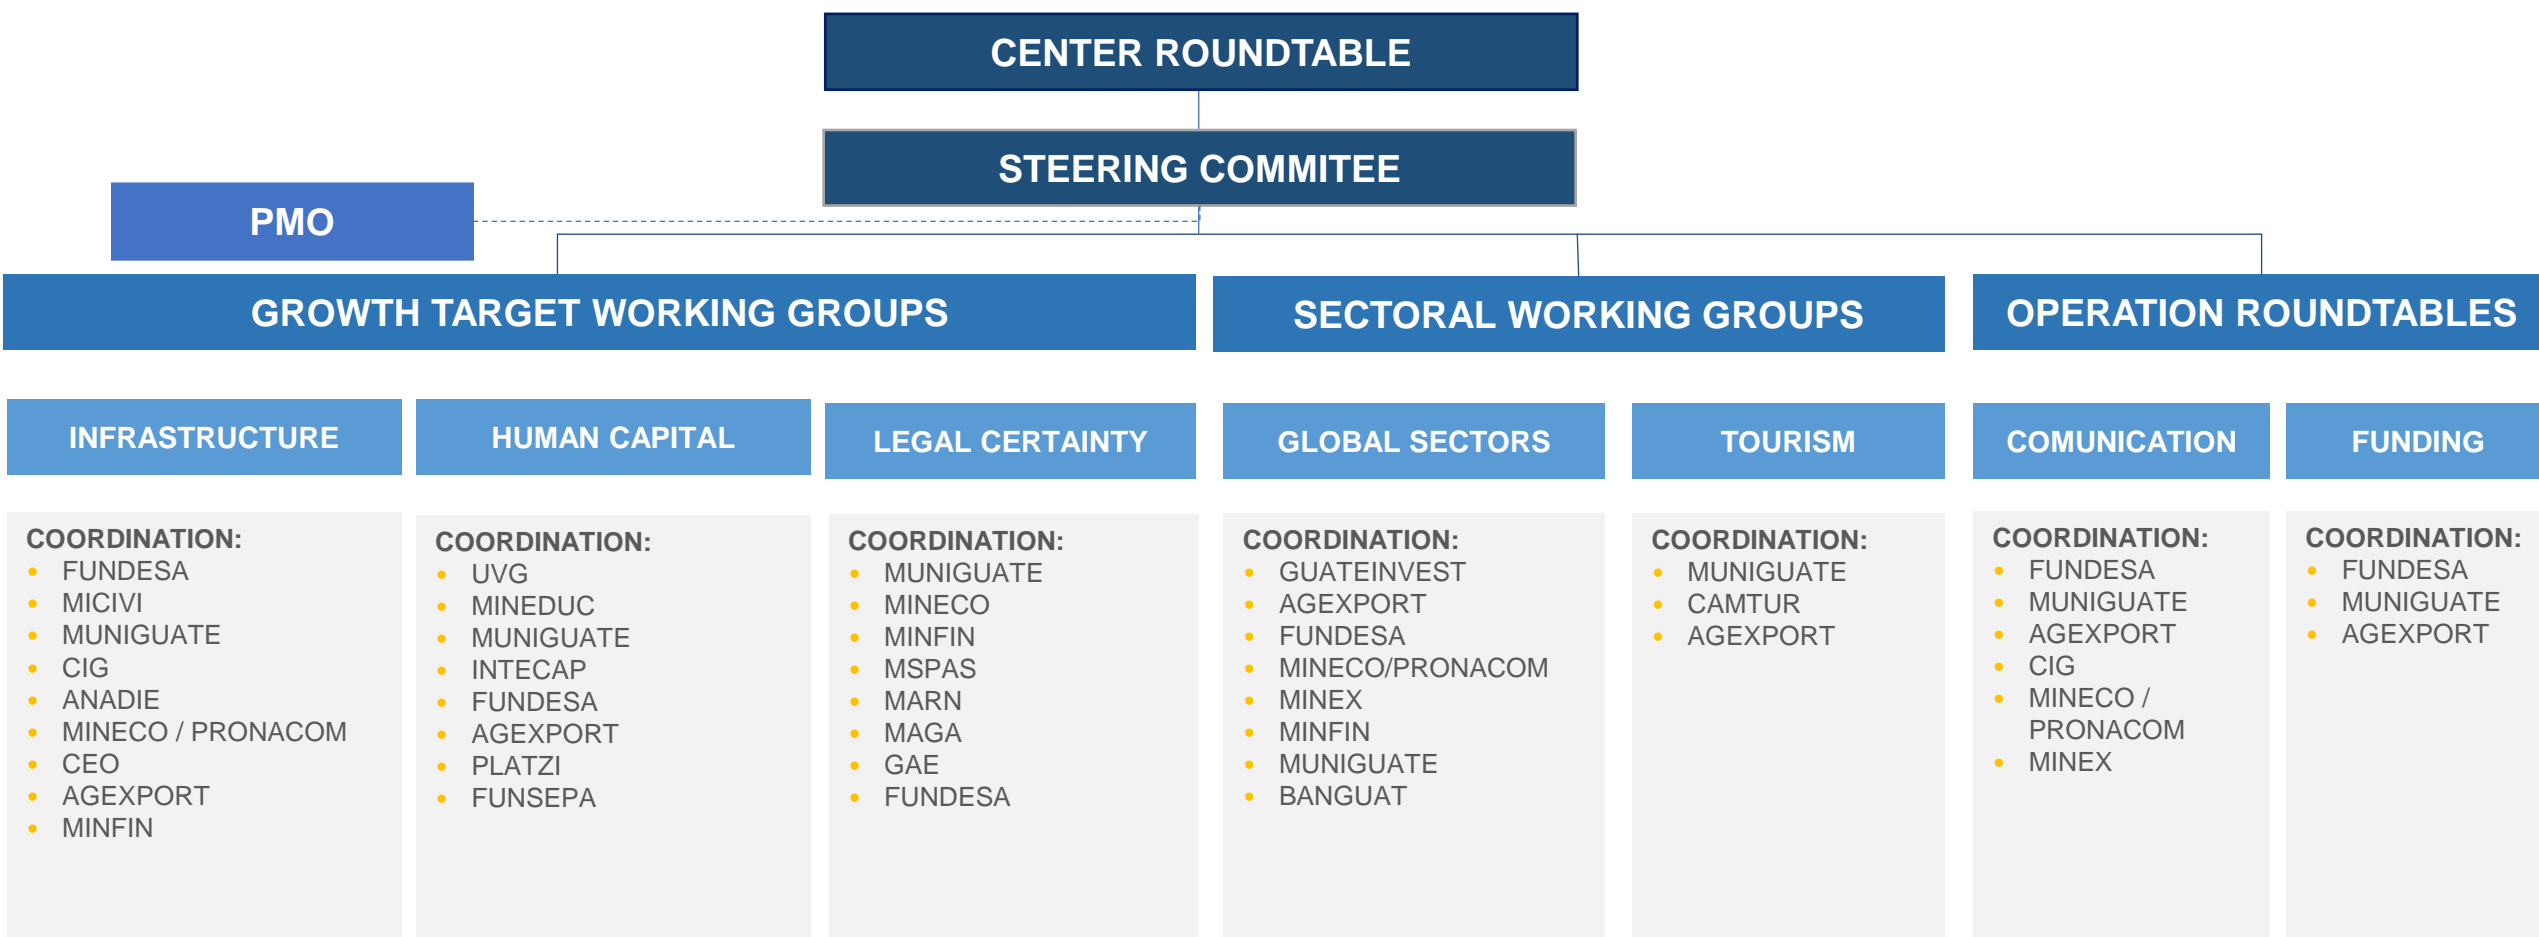 CENTER ROUNDTABLE
STEERING COMMITEE
PMO
GROWTH TARGET WORKING GROUPS
SECTORAL WORKING GROUPS
OPERATION ROUNDTABLES
INFRASTRUCTURE
HUMAN CAPITAL
LEGAL CERTAINTY
GLOBAL SECTORS
TOURISM
COMUNICATION
FUNDING
COORDINATION:
• FUNDESA
• MICIVI
• MUNIGUATE
• CIG
• ANADIE
• MINECO / PRONACOM
• CEO
• AGEXPORT
• MINFIN
COORDINATION:
• UVG
• MINEDUC
• MUNIGUATE
• INTECAP
• FUNDESA
• AGEXPORT
• PLATZI
• FUNSEPA
COORDINATION:
• MUNIGUATE
• MINECO
• MINFIN
• MSPAS
• MARN
• MAGA
• GAE
• FUNDESA
COORDINATION:
• GUATEINVEST
• AGEXPORT
• FUNDESA
• MINECO/PRONACOM
• MINEX
• MINFIN
• MUNIGUATE
• BANGUAT
COORDINATION:
• MUNIGUATE
• CAMTUR
• AGEXPORT
COORDINATION:
• FUNDESA
• MUNIGUATE
• AGEXPORT
• CIG
• MINECO /
PRONACOM
• MINEX
COORDINATION:
• FUNDESA
• MUNIGUATE
• AGEXPORT